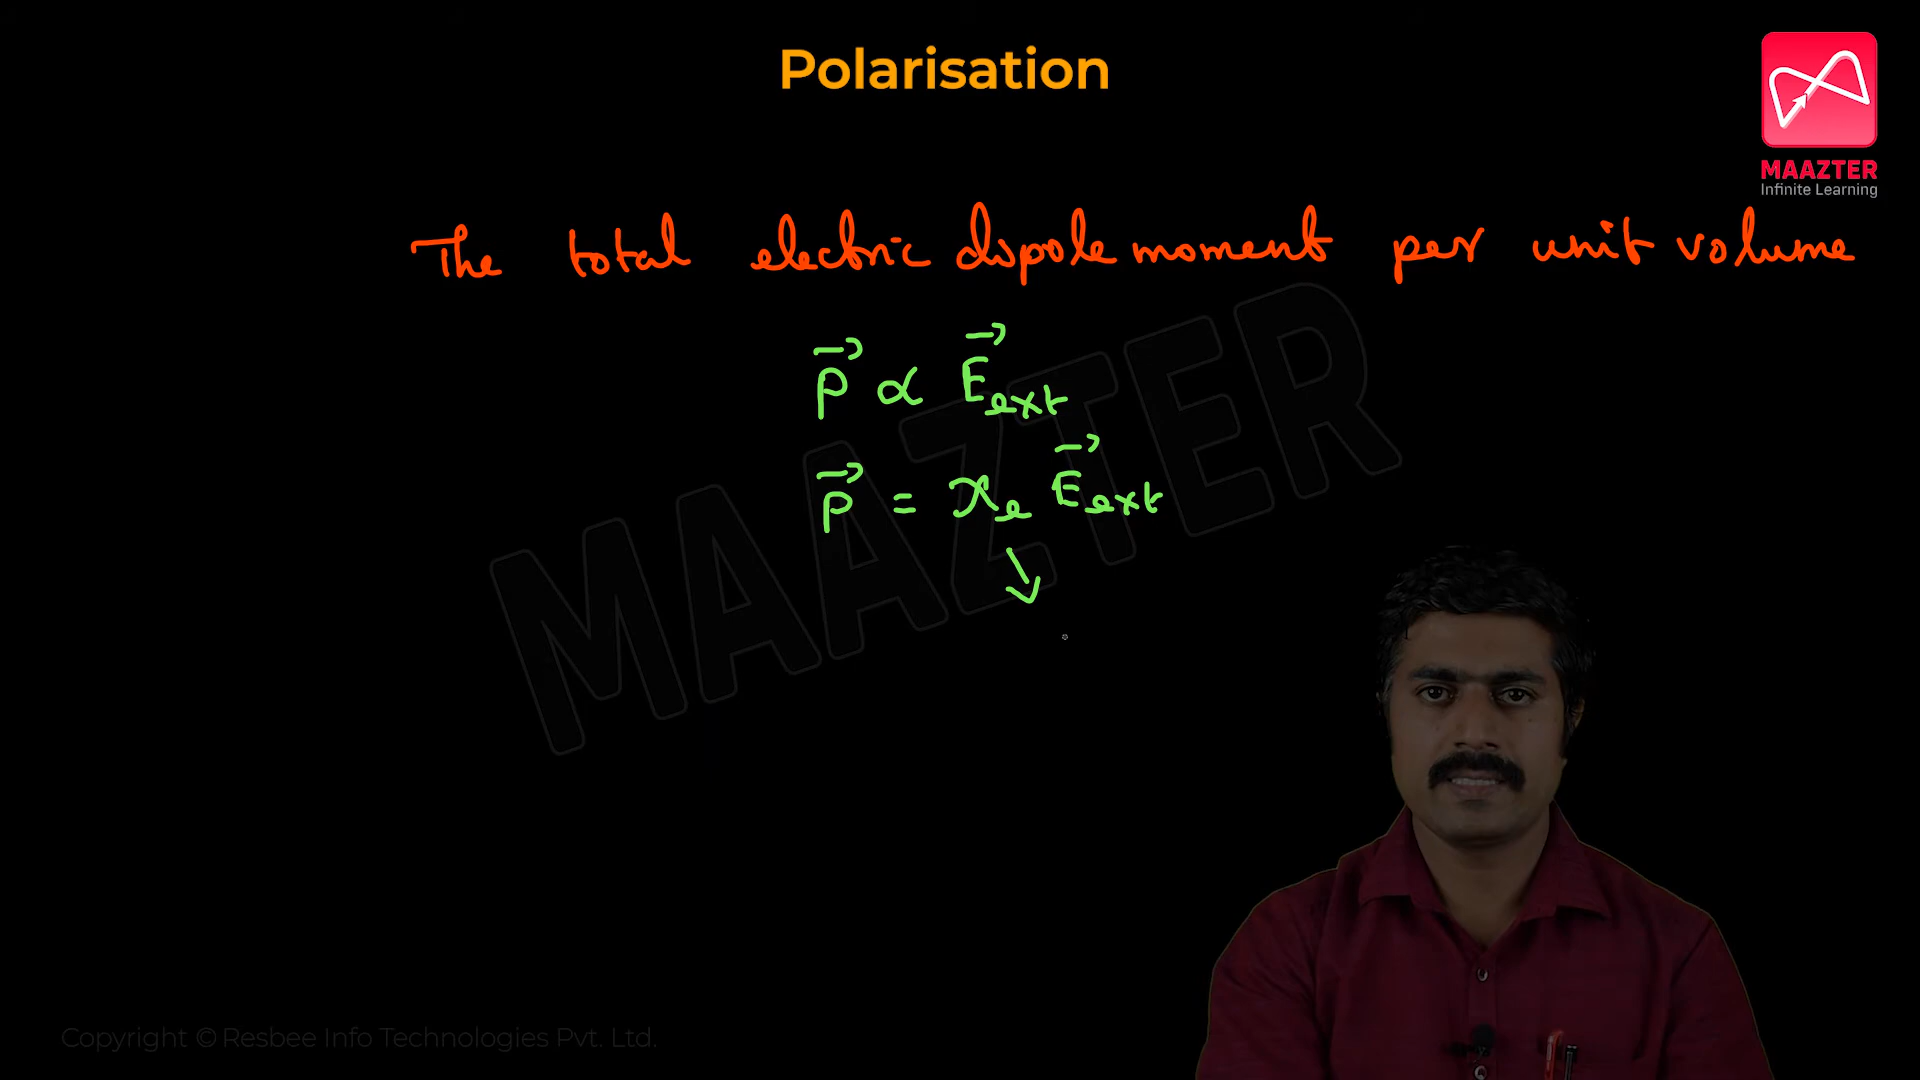 Polarisation
MAAZTER
Infinite Learning
The total electric dispole moment per unit volume
P⃗ ∝ E⃗ext
P⃗ = χe E⃗ext
↓
MAAZTER
Copyright © Resbee Info Technologies Pvt. Ltd.